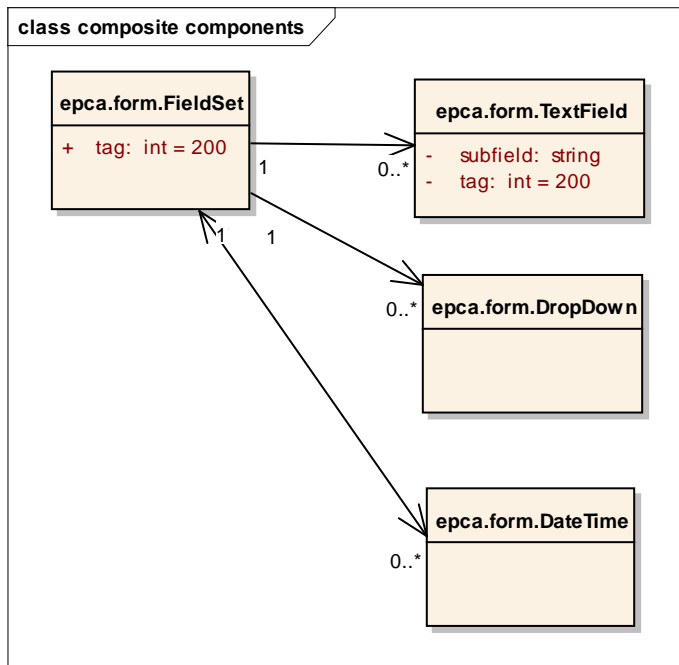 class composite components
epca.form.FieldSet
+ tag: int = 200
epca.form.TextField
- subfield: string
- tag: int = 200
1
0..*
1
1
epca.form.DropDown
0..*
epca.form.DateTime
0..*